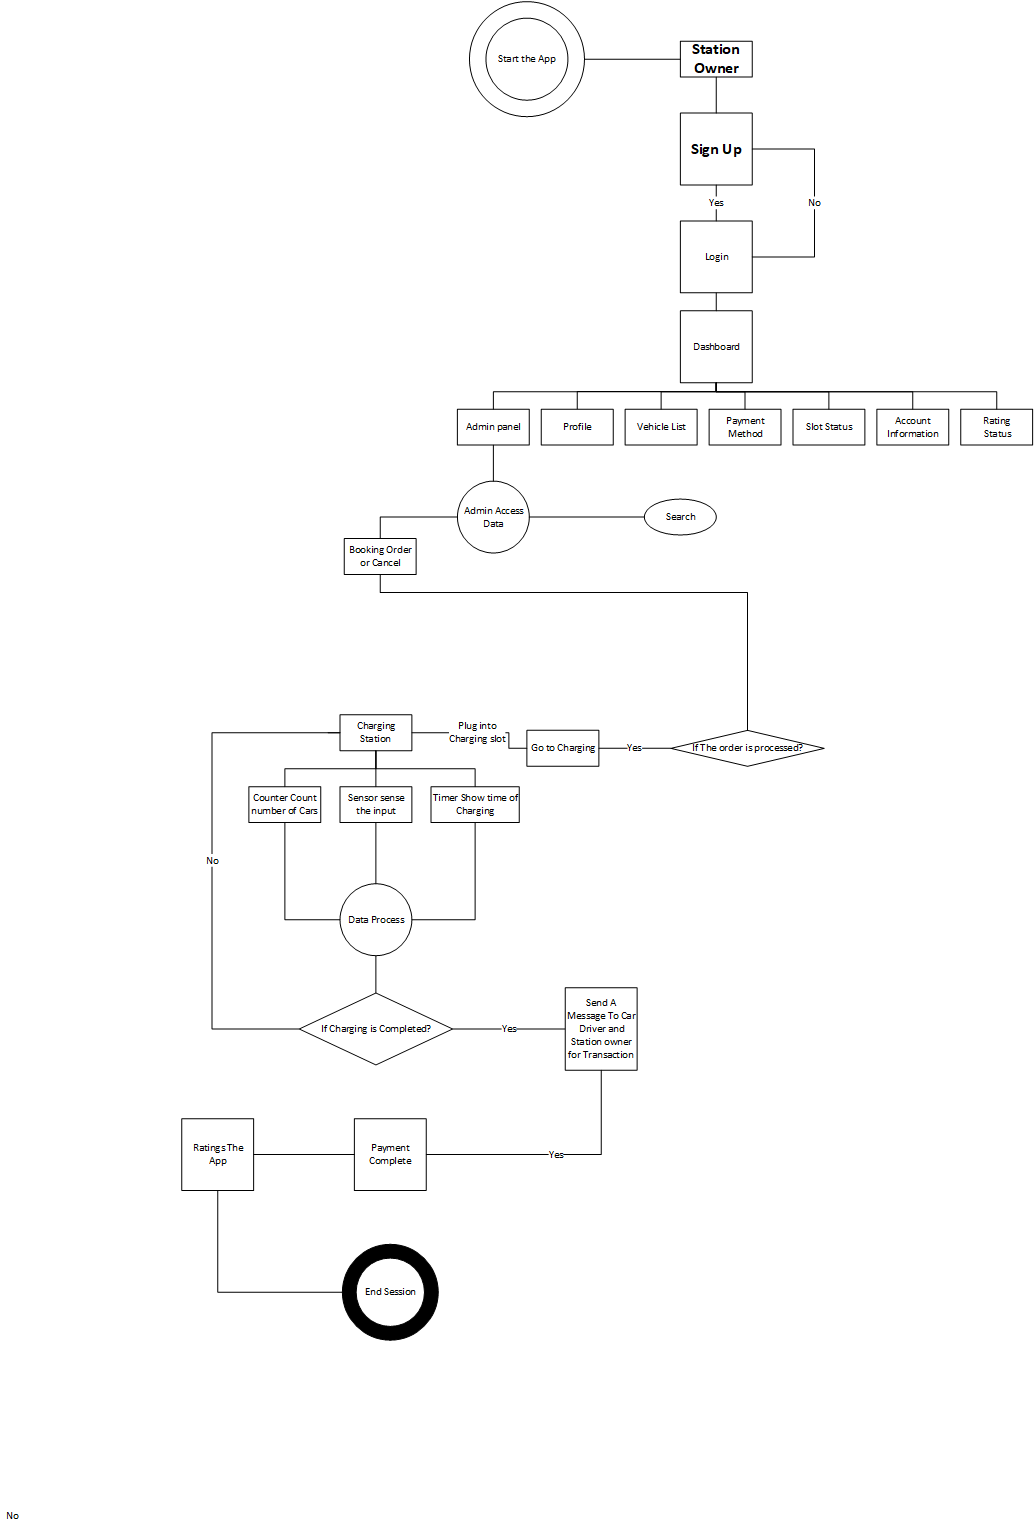 Start the App
Station
Owner
Sign Up
Yes
No
Login
Dashboard
Admin panel
Profile
Vehicle List
Payment
Method
Slot Status
Account
Information
Rating
Status
Admin Access
Data
Search
Booking Order
or Cancel
Charging
Station
Plug into
Charging slot
Go to Charging
Yes
If The order is processed?
Counter Count
number of Cars
Sensor sense
the input
Timer Show time of
Charging
No
Data Process
If Charging is Completed?
Yes
Send A
Message To Car
Driver and
Station owner
for Transaction
Ratings The
App
Payment
Complete
Yes
End Session
No